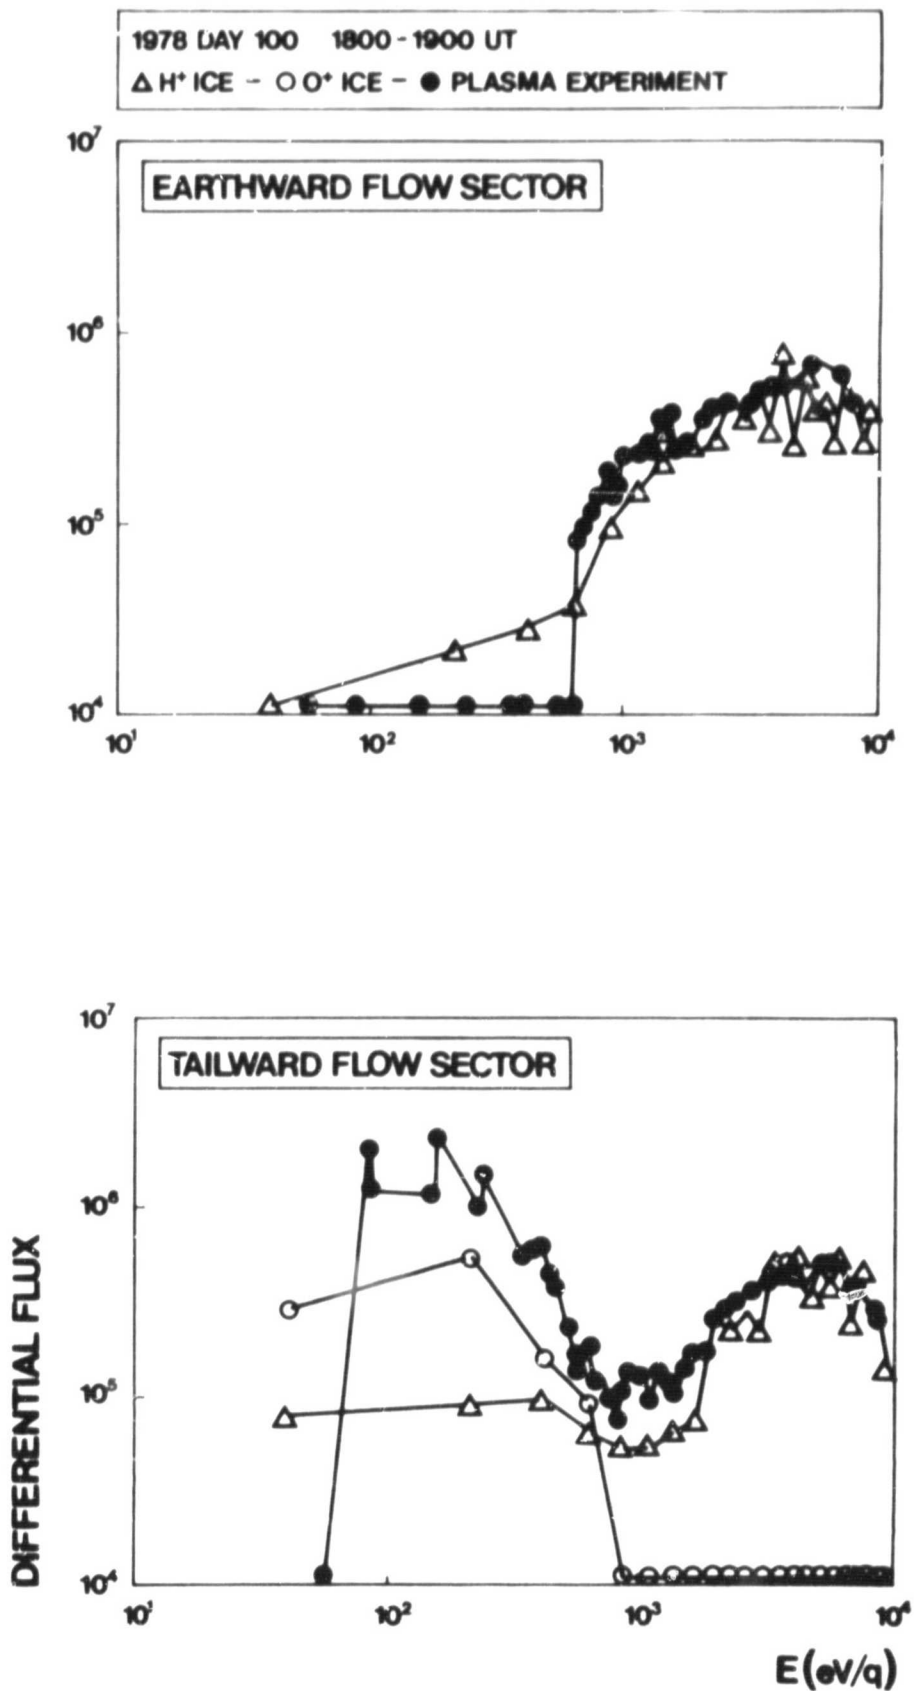 1978 DAY 100 1800-1900 UT
△ H⁺ ICE - ○ O⁺ ICE - ● PLASMA EXPERIMENT
10⁷
EARTHWARD FLOW SECTOR
10⁶
10⁵
10⁴
10¹ 10² 10³ 10⁴
10⁷
TAILWARD FLOW SECTOR
10⁶
10⁵
10⁴
10¹ 10² 10³ 10⁴
DIFFERENTIAL FLUX
E(eV/q)